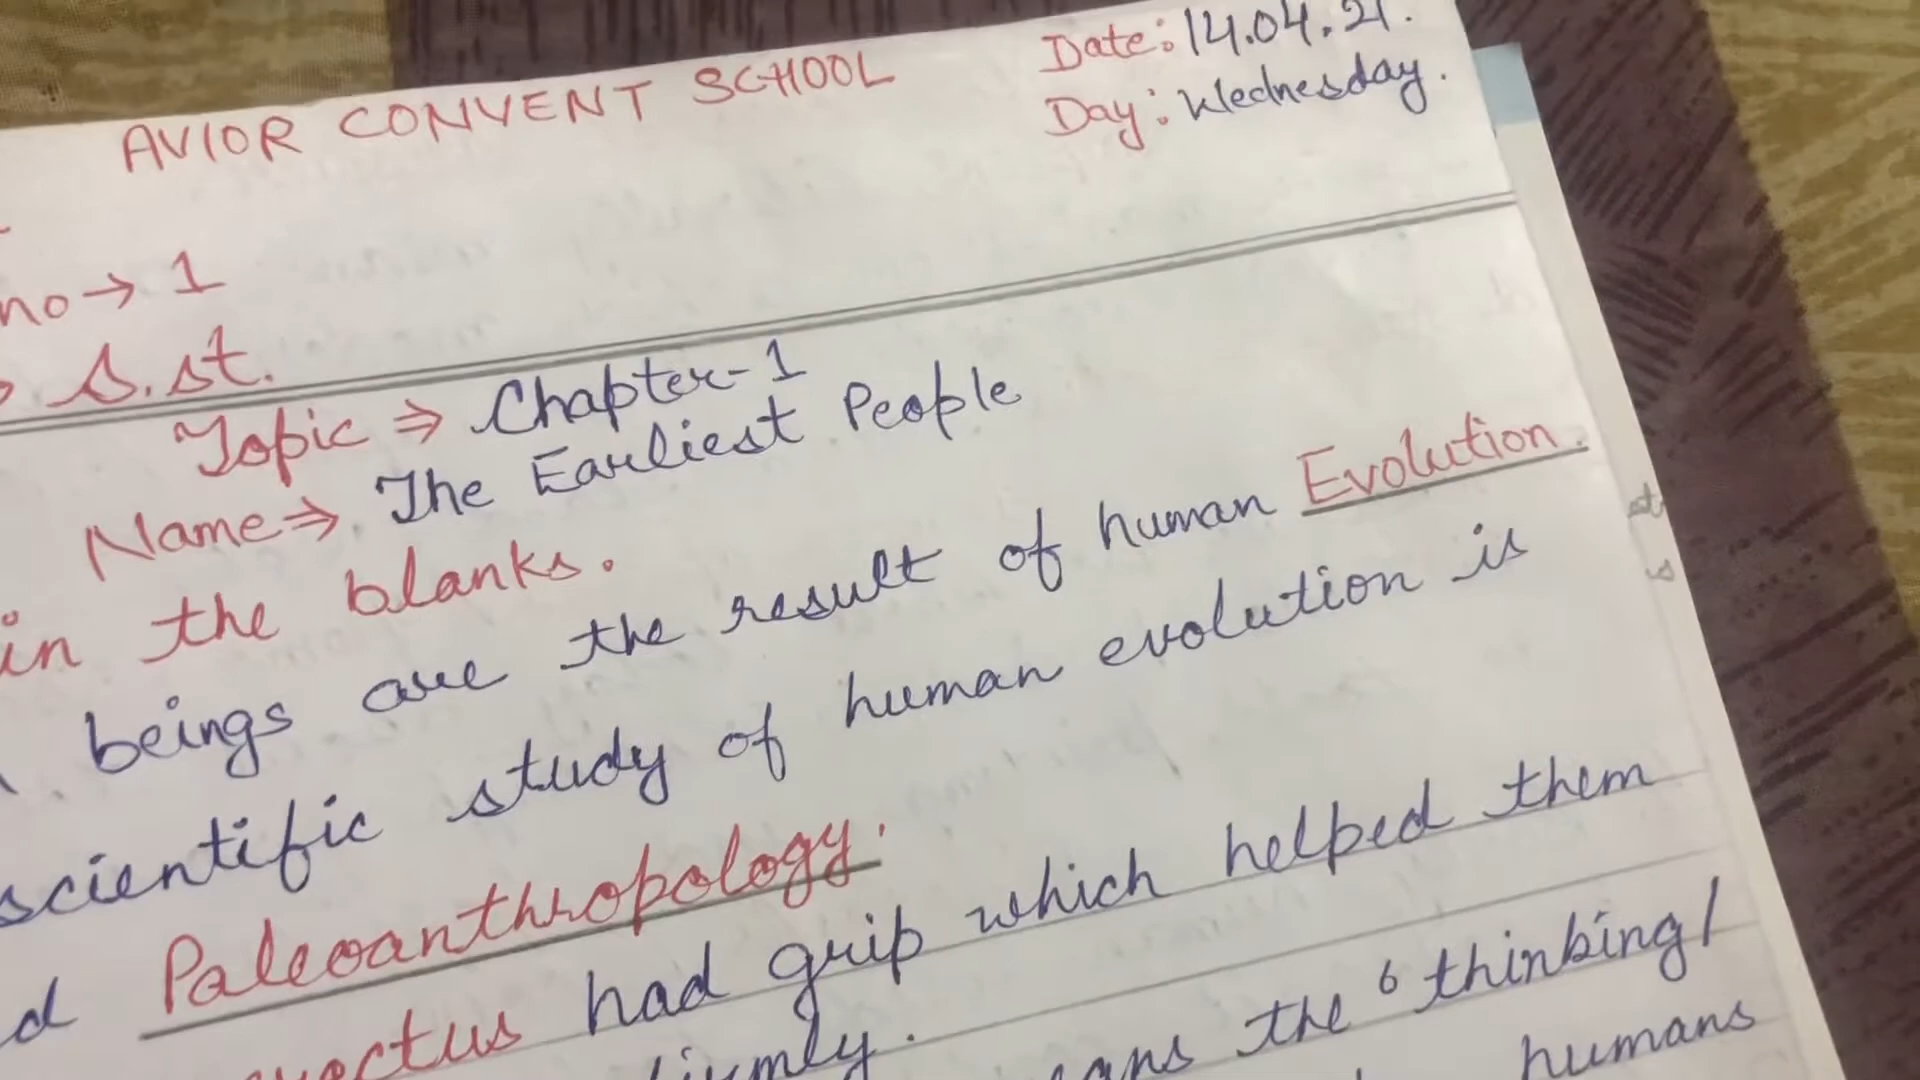 AVIOR CONVENT SCHOOL
Date: 14.04.21.
Day: Wednesday.
no → 1
S.st.
Topic ⇒ Chapter-1
Name ⇒ The Earliest People
in the blanks.
beings are the result of human Evolution.
scientific study of human evolution is
d Paleoanthropology.
erectus had grip which helped them
the ‘thinking/
humans